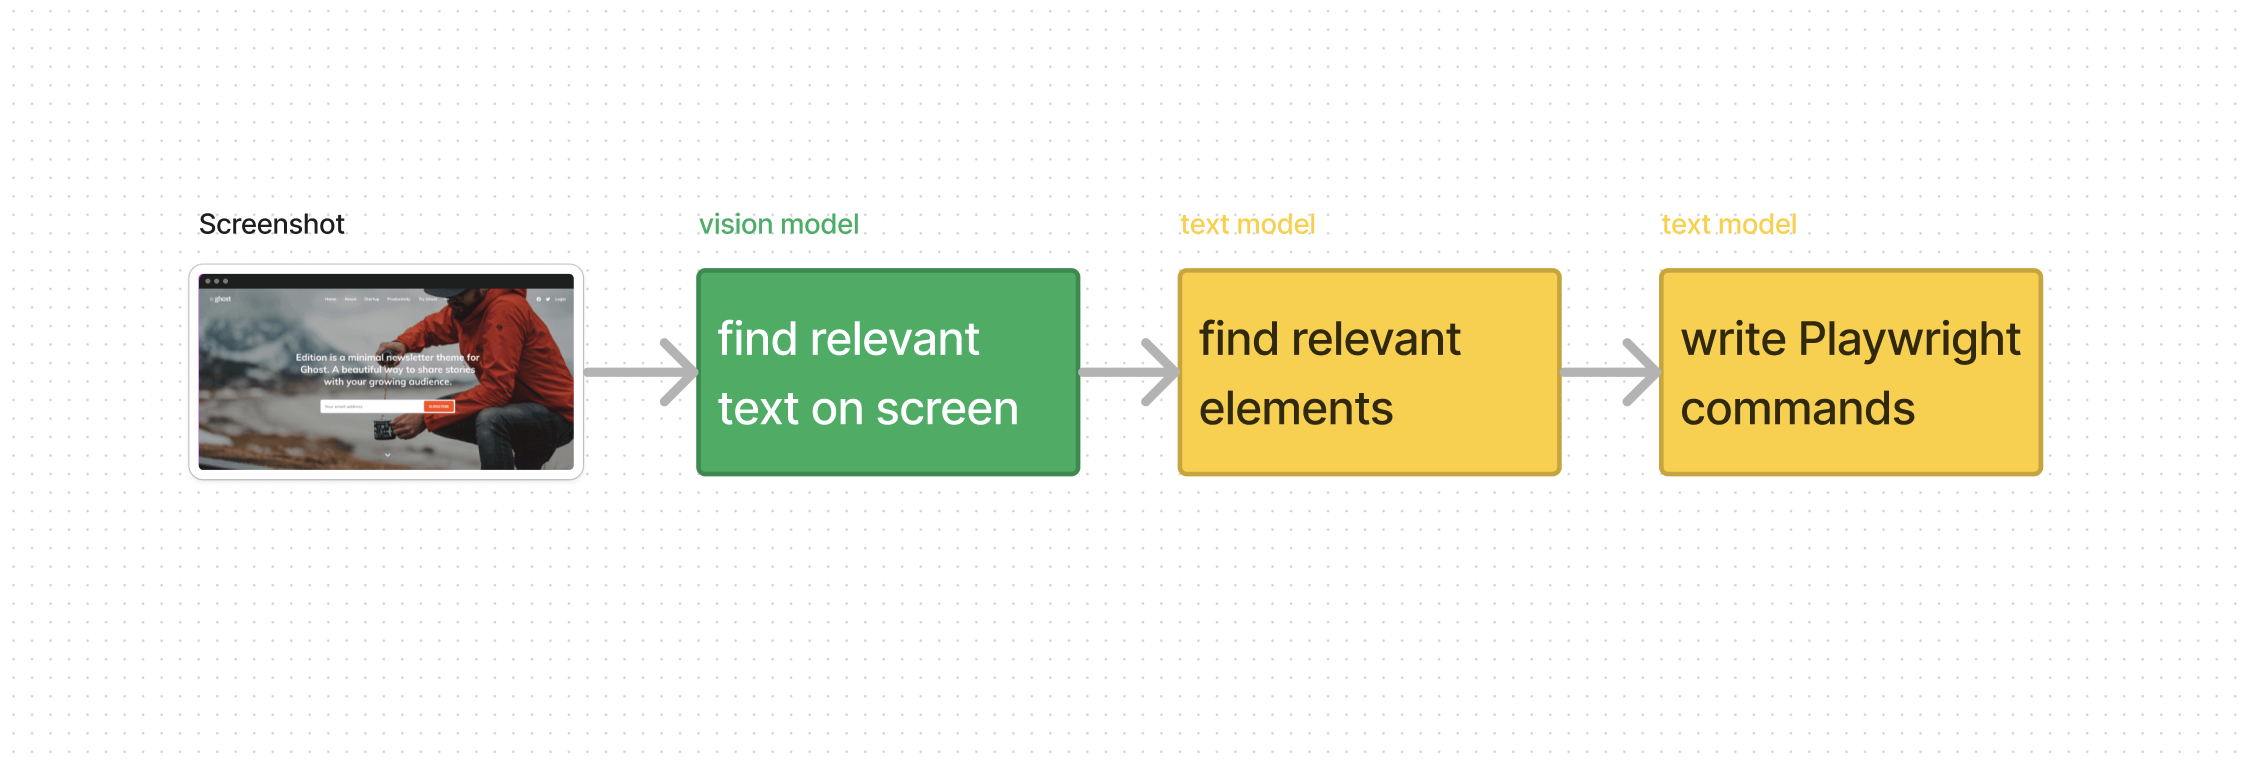 Screenshot
vision model
text model
text model
ghost
Home About Startup Productivity Try Ghost
Login
Edition is a minimal newsletter theme for
Ghost. A beautiful way to share stories
with your growing audience.
Your email address
SUBSCRIBE
find relevant
text on screen
find relevant
elements
write Playwright
commands